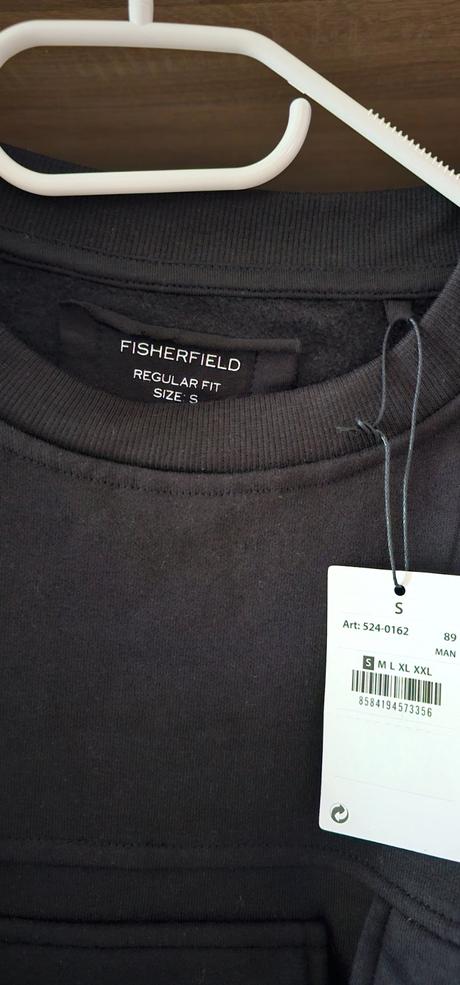 FISHERFIELD
REGULAR FIT
SIZE: S
S
Art: 524-0162
89
MAN
S M L XL XXL
8584194573356